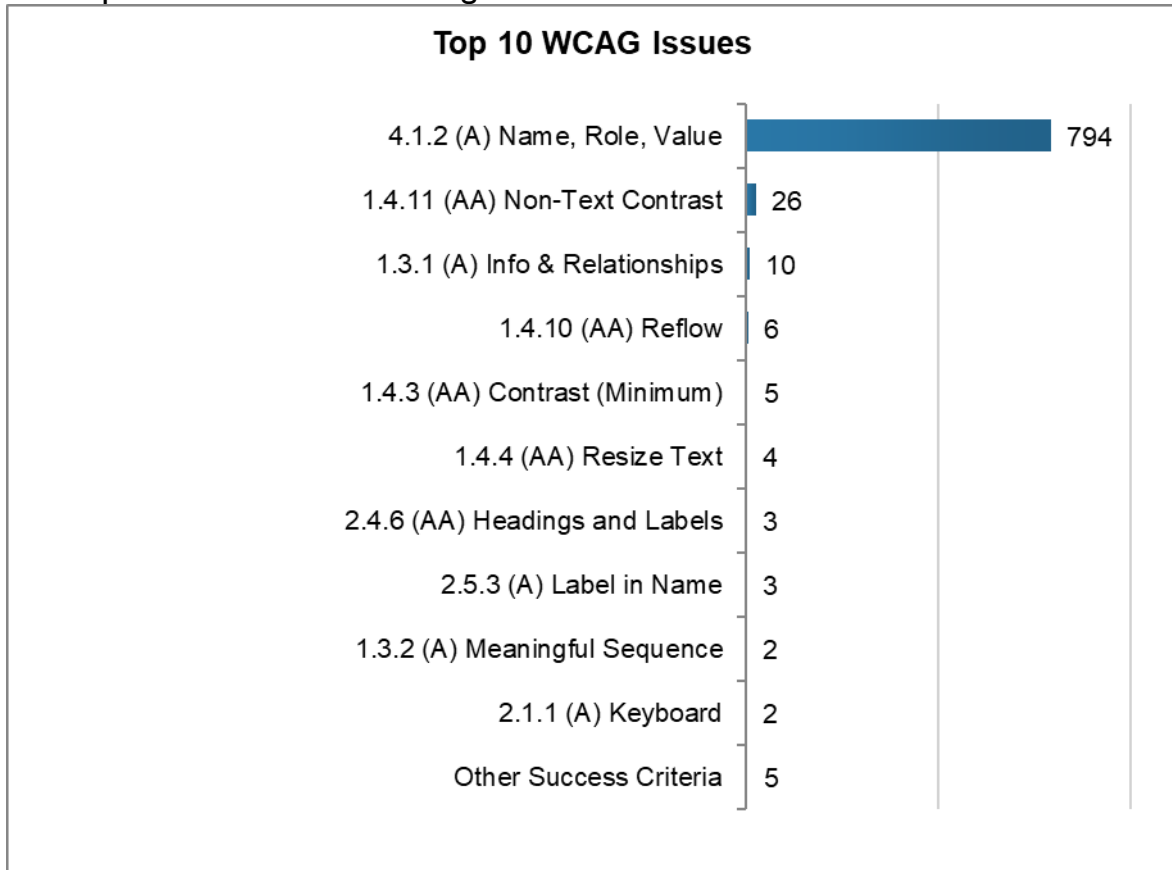 Top 10 WCAG Issues
4.1.2 (A) Name, Role, Value 794
1.4.11 (AA) Non-Text Contrast 26
1.3.1 (A) Info & Relationships 10
1.4.10 (AA) Reflow 6
1.4.3 (AA) Contrast (Minimum) 5
1.4.4 (AA) Resize Text 4
2.4.6 (AA) Headings and Labels 3
2.5.3 (A) Label in Name 3
1.3.2 (A) Meaningful Sequence 2
2.1.1 (A) Keyboard 2
Other Success Criteria 5